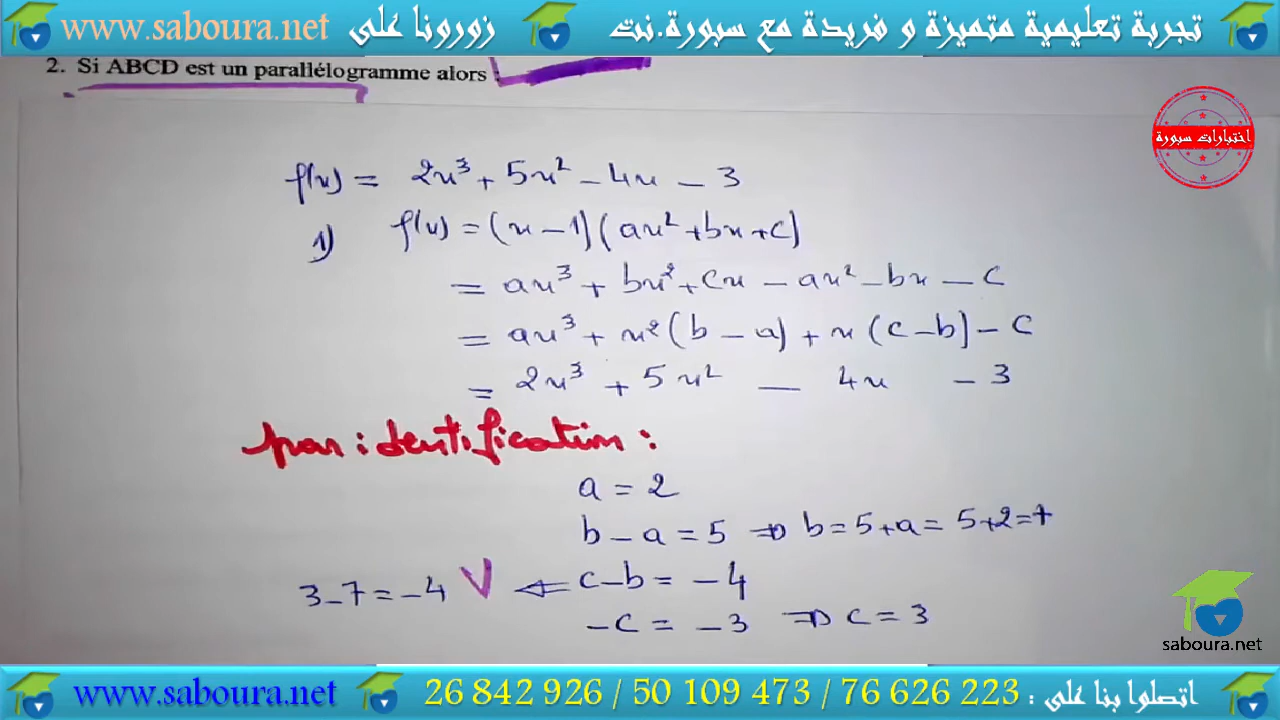 www.saboura.net زورونا على تجربة تعليمية متميزة و فريدة مع سبورة.نت
2. Si ABCD est un parallélogramme alors :
اختبارات سبورة
f(x) = 2x³ + 5x² - 4x - 3
1) f(x) = (x - 1)(ax² + bx + c)
= ax³ + bx² + cx - ax² - bx - c
= ax³ + x²(b - a) + x(c - b) - c
= 2x³ + 5x² - 4x - 3
par identification :
a = 2
b - a = 5 ⇒ b = 5 + a = 5 + 2 = 7
3 - 7 = -4 V ⇐ c - b = -4
-c = -3 ⇒ c = 3
saboura.net
www.saboura.net 26 842 926 / 50 109 473 / 76 626 223 : اتصلوا بنا على